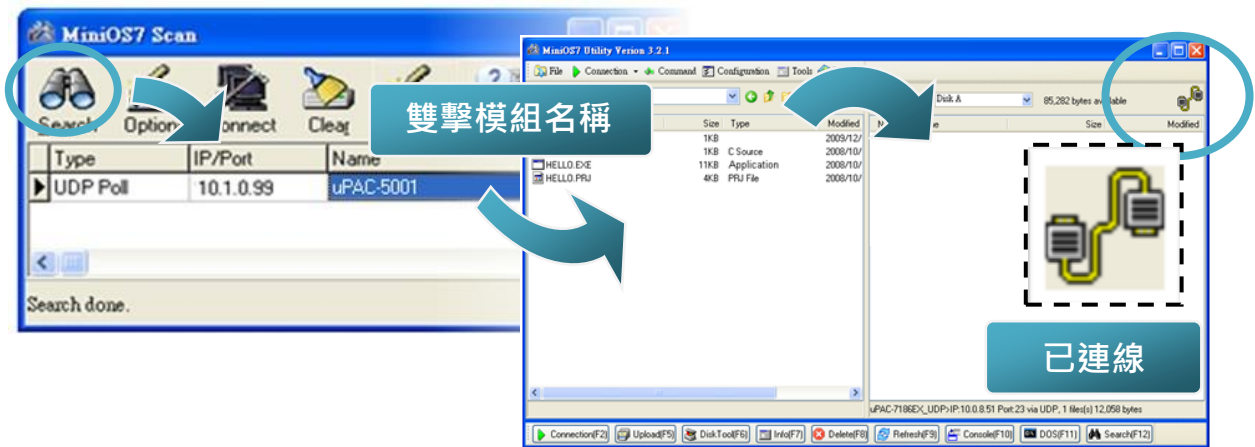 MiniOS7 Scan
Search Option Connect Clear
Type IP/Port Name
UDP Poll 10.1.0.99 uPAC-5001
Search done.
雙擊模組名稱
MiniOS7 Utility Verion 3.2.1
File Connection Command Configuration Tools
Disk A 85,282 bytes available
Size Type Modified
Size Modified
1KB 2009/12/
1KB C Source 2008/10/
HELLO.EXE 11KB Application 2008/10/
HELLO.PRJ 4KB PRJ File 2008/10/
已連線
uPAC-7186EX_UDP>IP:10.0.8.51 Port:23 via UDP, 1 files(s) 12,058 bytes
Connection(F2) Upload(F5) DiskTool(F6) Info(F7) Delete(F8) Refresh(F9) Console(F10) DOS(F11) Search(F12)